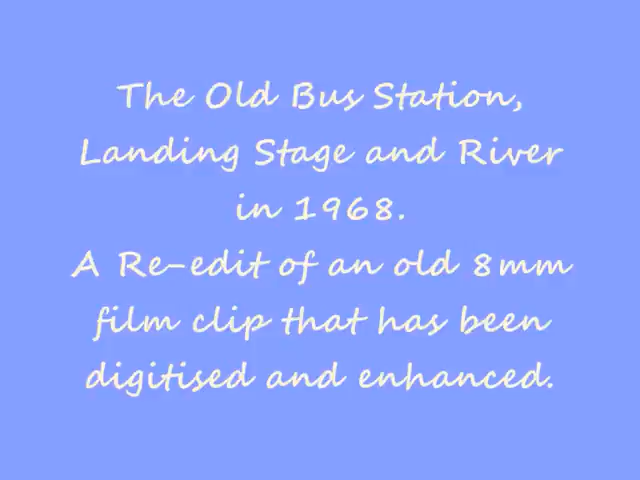 The Old Bus Station,
Landing Stage and River
in 1968.
A Re-edit of an old 8mm
film clip that has been
digitised and enhanced.